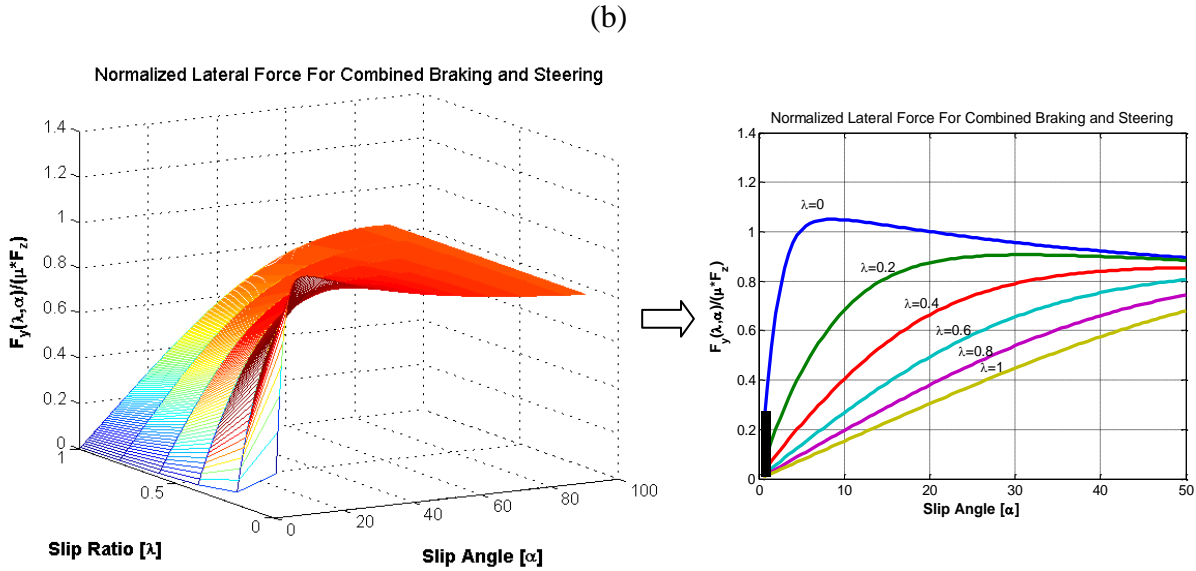 (b)
Normalized Lateral Force For Combined Braking and Steering
1.4
1.2
1
0.8
0.6
0.4
0.2
0
F_y(λ,α)/(μ*F_z)
1
0.5
0
Slip Ratio [λ]
0
20
40
60
80
100
Slip Angle [α]
Normalized Lateral Force For Combined Braking and Steering
1.4
1.2
1
0.8
0.6
0.4
0.2
0
F_y(λ,α)/(μ*F_z)
λ=0
λ=0.2
λ=0.4
λ=0.6
λ=0.8
λ=1
0
10
20
30
40
50
Slip Angle [α]